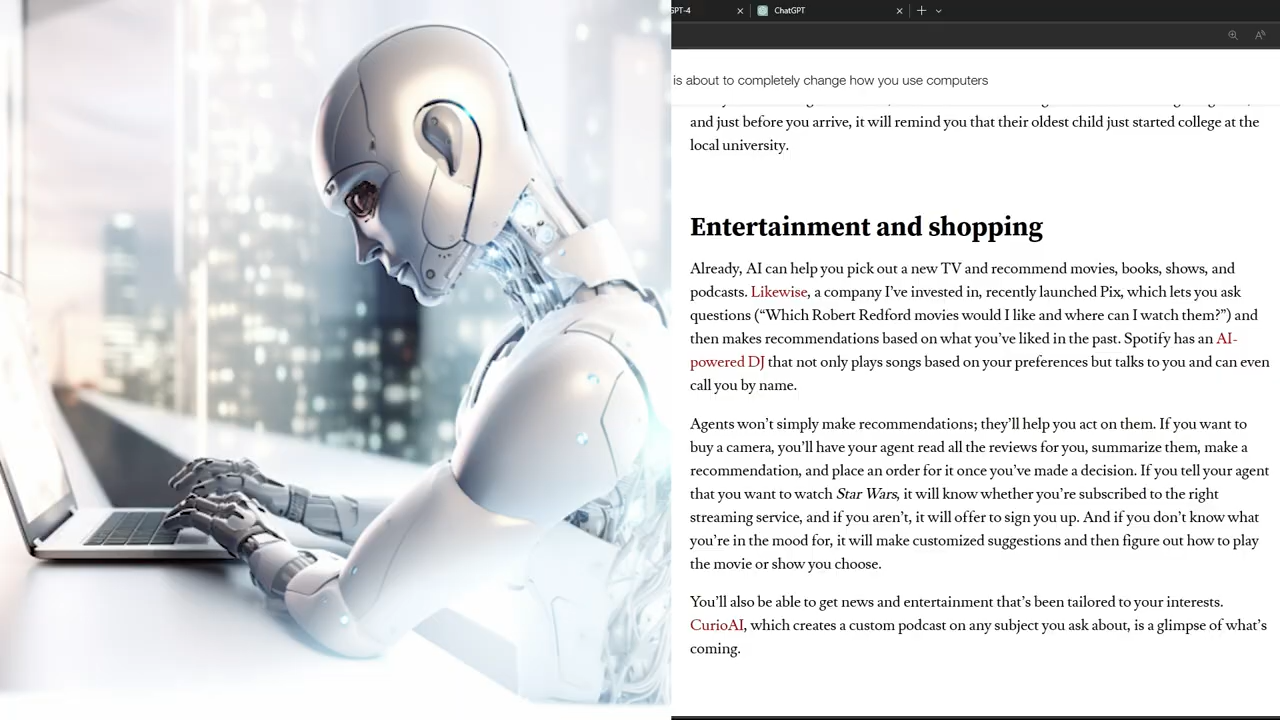 GPT-4
ChatGPT
is about to completely change how you use computers
and just before you arrive, it will remind you that their oldest child just started college at the
local university.
Entertainment and shopping
Already, AI can help you pick out a new TV and recommend movies, books, shows, and
podcasts. Likewise, a company I’ve invested in, recently launched Pix, which lets you ask
questions (“Which Robert Redford movies would I like and where can I watch them?”) and
then makes recommendations based on what you’ve liked in the past. Spotify has an AI-
powered DJ that not only plays songs based on your preferences but talks to you and can even
call you by name.
Agents won’t simply make recommendations; they’ll help you act on them. If you want to
buy a camera, you’ll have your agent read all the reviews for you, summarize them, make a
recommendation, and place an order for it once you’ve made a decision. If you tell your agent
that you want to watch Star Wars, it will know whether you’re subscribed to the right
streaming service, and if you aren’t, it will offer to sign you up. And if you don’t know what
you’re in the mood for, it will make customized suggestions and then figure out how to play
the movie or show you choose.
You’ll also be able to get news and entertainment that’s been tailored to your interests.
CurioAI, which creates a custom podcast on any subject you ask about, is a glimpse of what’s
coming.